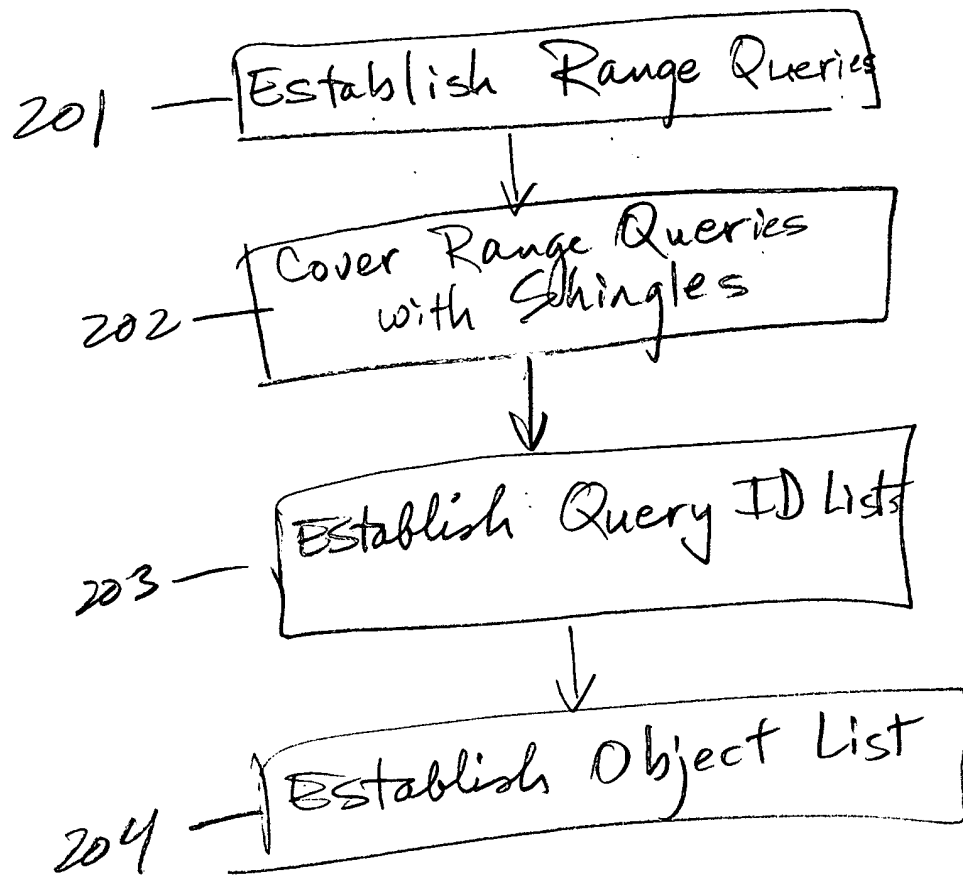 201 Establish Range Queries
202 Cover Range Queries
with Shingles
203 Establish Query ID Lists
204 Establish Object List